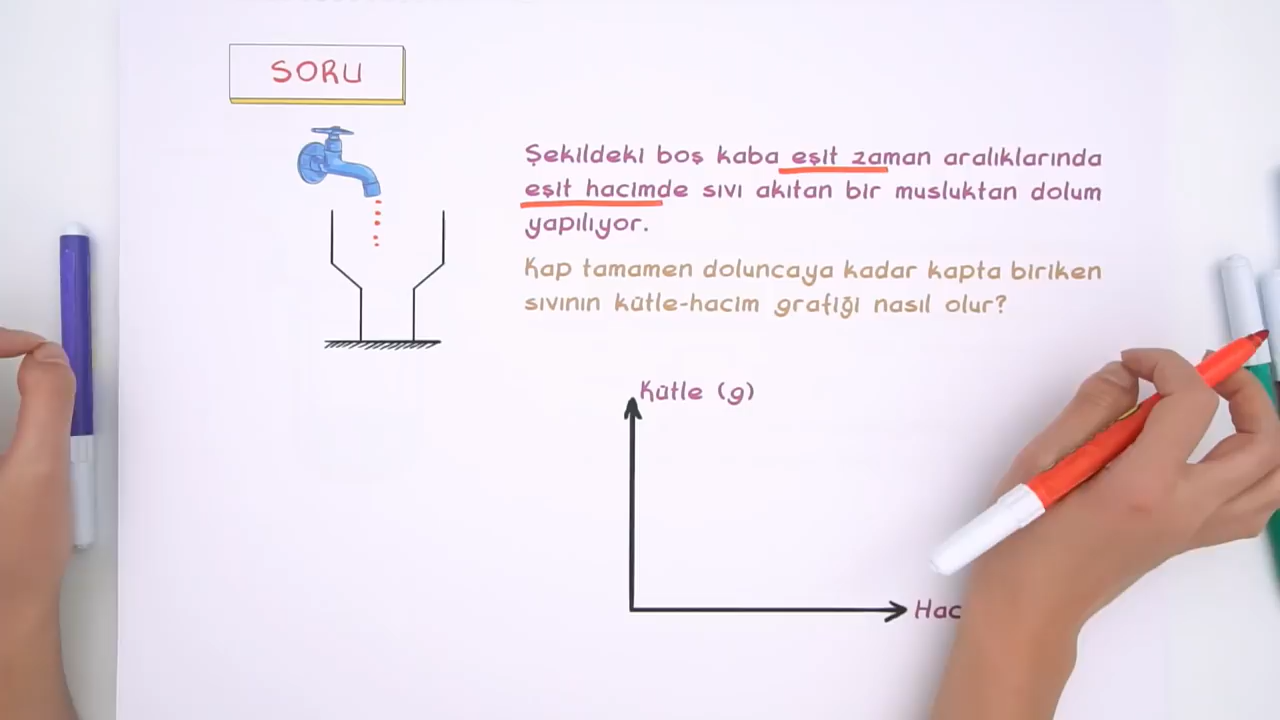 SORU
Şekildeki boş kaba eşit zaman aralıklarında
eşit hacimde sıvı akıtan bir musluktan dolum
yapılıyor.
Kap tamamen doluncaya kadar kapta biriken
sıvının kütle-hacim grafiği nasıl olur?
Kütle (g)
Hac